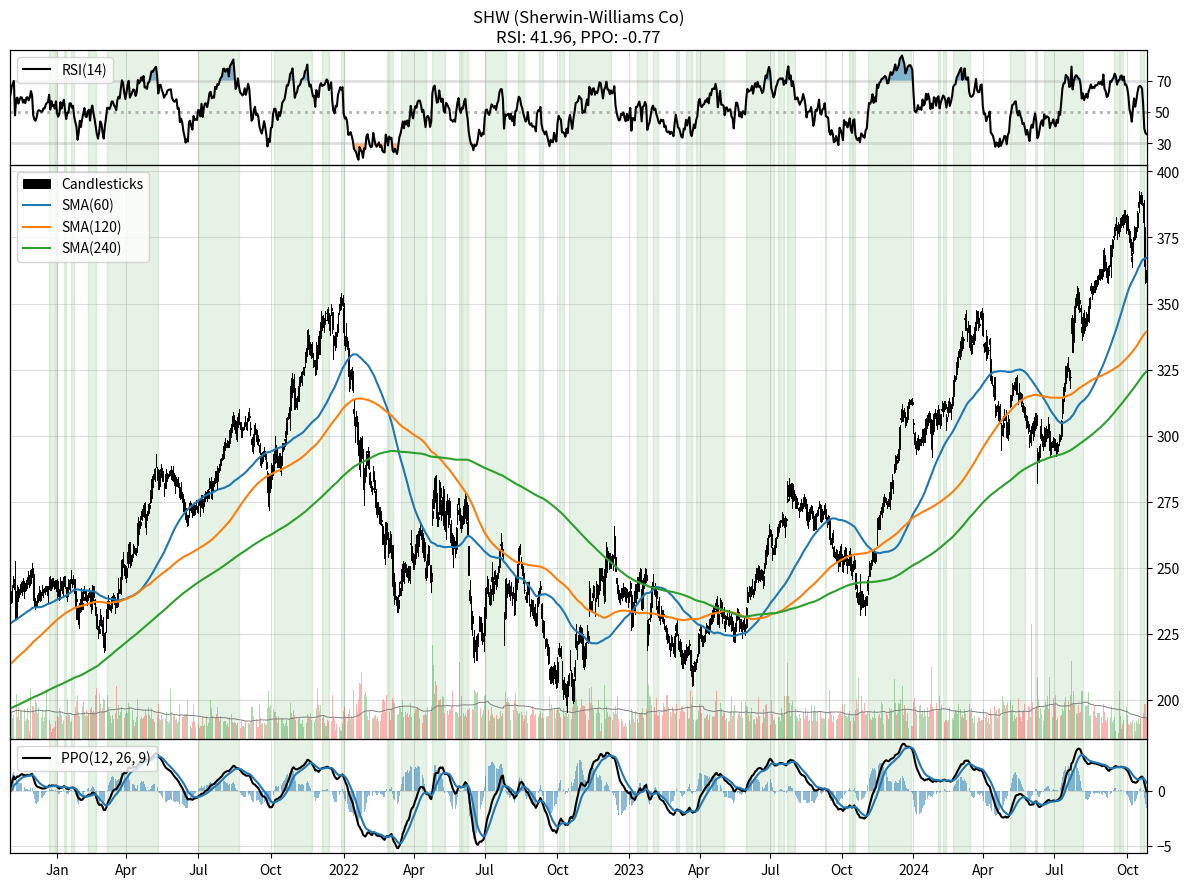 SHW (Sherwin-Williams Co)
RSI: 41.96, PPO: -0.77
RSI(14)
70
50
30
Candlesticks
SMA(60)
SMA(120)
SMA(240)
400
375
350
325
300
275
250
225
200
PPO(12, 26, 9)
0
−5
Jan Apr Jul Oct 2022 Apr Jul Oct 2023 Apr Jul Oct 2024 Apr Jul Oct